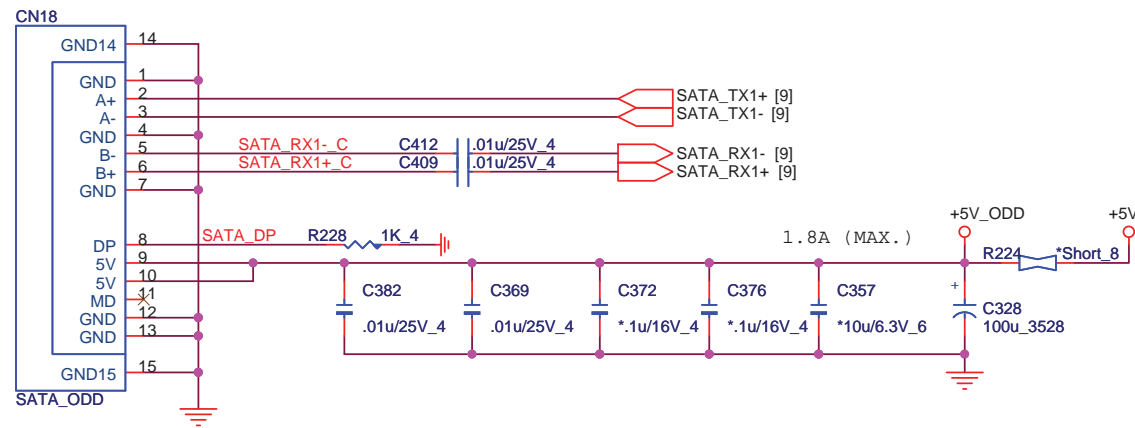 CN18
GND14 14
GND 1
A+ 2 SATA_TX1+ [9]
A- 3 SATA_TX1- [9]
GND 4
B- 5 SATA_RX1-_C C412 .01u/25V_4 SATA_RX1- [9]
B+ 6 SATA_RX1+_C C409 .01u/25V_4 SATA_RX1+ [9]
GND 7
+5V_ODD +5V
DP 8 SATA_DP R228 1K_4 1.8A (MAX.)
5V 9 R224 *Short_8
5V 10
MD 11
GND 12
GND 13
+
C382 C369 C372 C376 C357 C328
.01u/25V_4 .01u/25V_4 *.1u/16V_4 *.1u/16V_4 *10u/6.3V_6 100u_3528
GND15 15
SATA_ODD